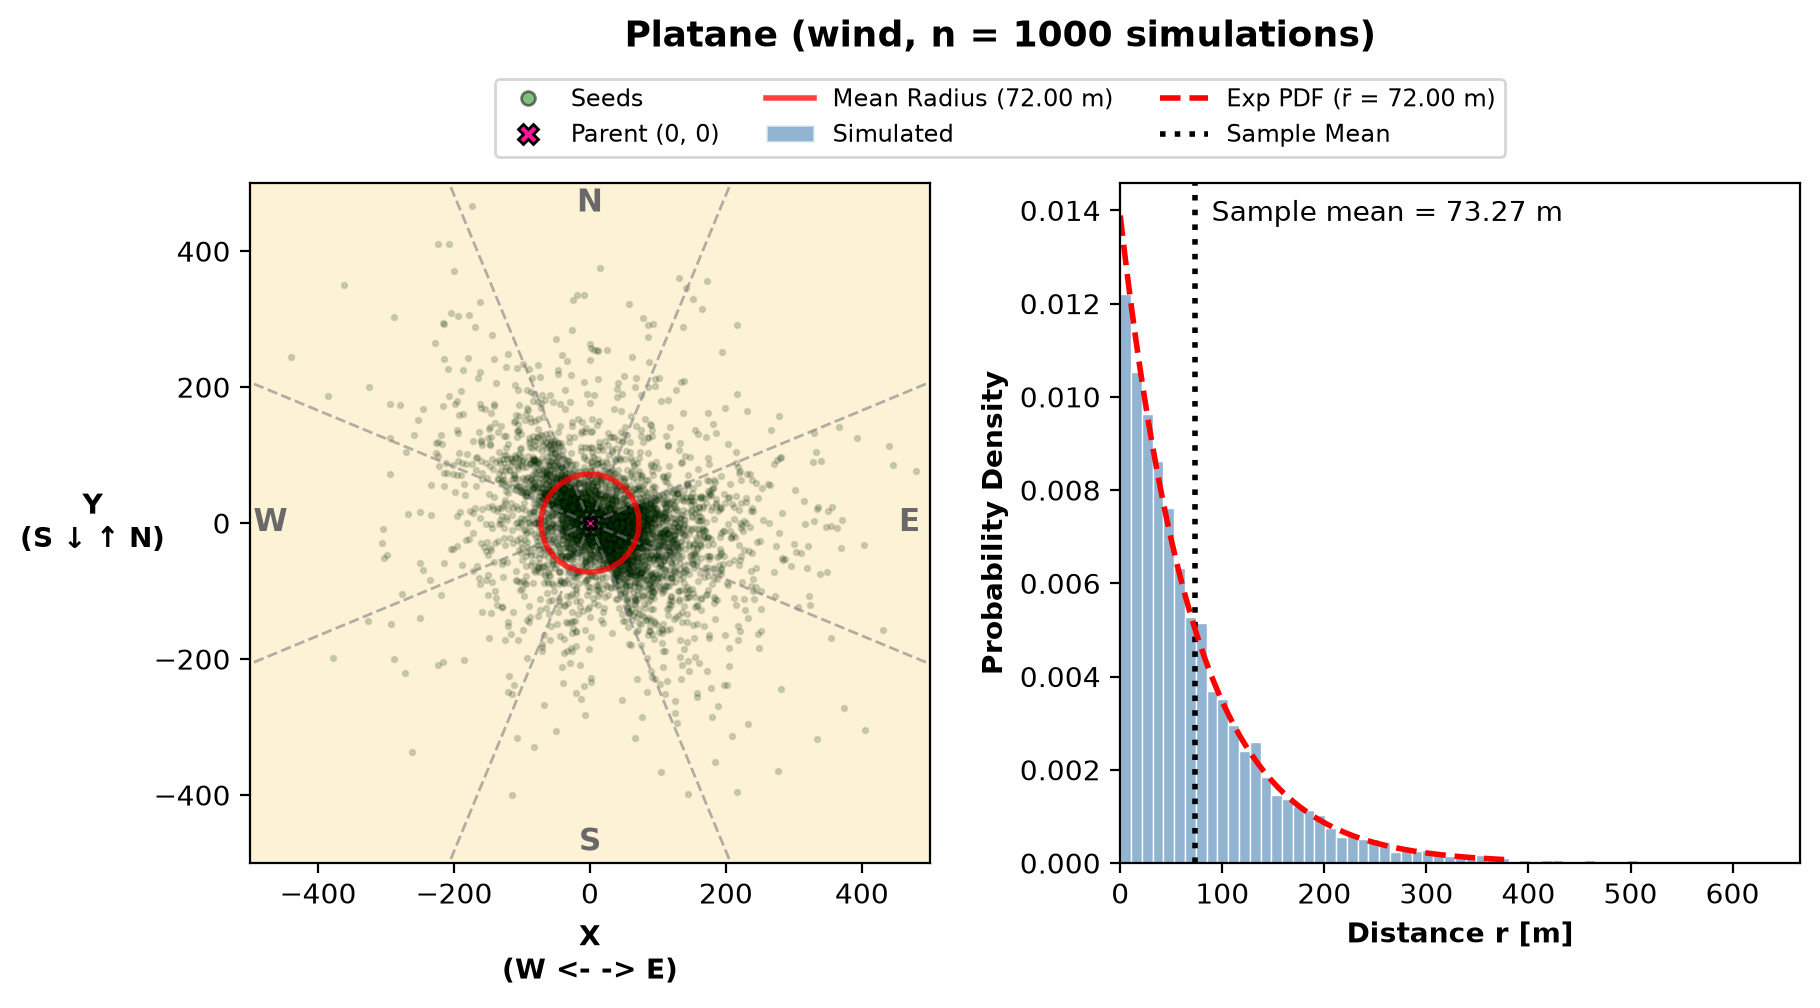 Platane (wind, n = 1000 simulations)
Seeds
Parent (0, 0)
Mean Radius (72.00 m)
Simulated
Exp PDF (r̄ = 72.00 m)
Sample Mean
N
W
E
S
400
200
0
−200
−400
Y
(S ↓ ↑ N)
−400 −200 0 200 400
X
(W <- -> E)
Sample mean = 73.27 m
0.014
0.012
0.010
0.008
0.006
0.004
0.002
0.000
Probability Density
0 100 200 300 400 500 600
Distance r [m]